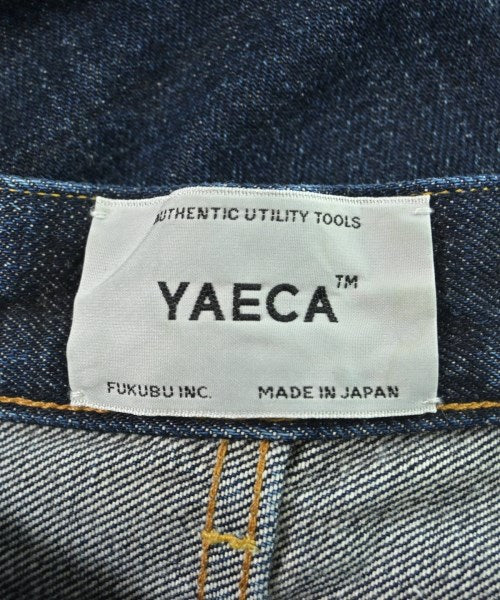 AUTHENTIC UTILITY TOOLS
YAECA™
FUKUBU INC. MADE IN JAPAN